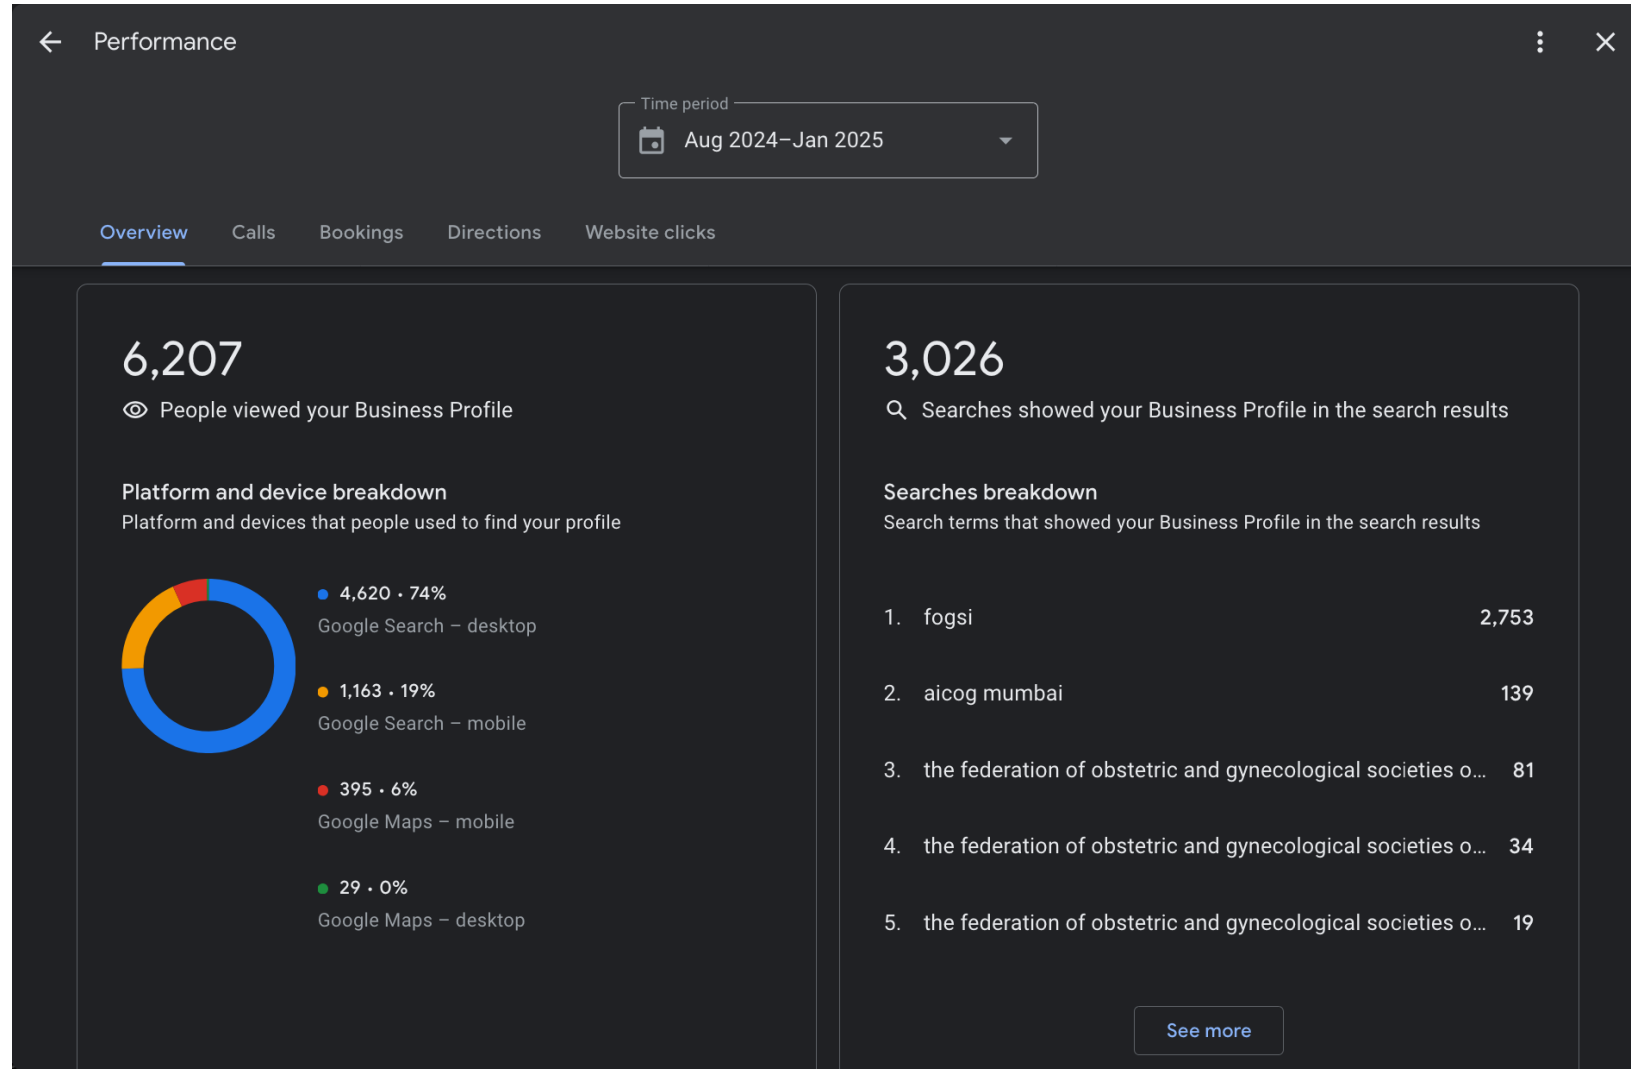 Performance
Time period
Aug 2024–Jan 2025
Overview
Calls
Bookings
Directions
Website clicks
6,207
People viewed your Business Profile
Platform and device breakdown
Platform and devices that people used to find your profile
4,620 • 74%
Google Search – desktop
1,163 • 19%
Google Search – mobile
395 • 6%
Google Maps – mobile
29 • 0%
Google Maps – desktop
3,026
Searches showed your Business Profile in the search results
Searches breakdown
Search terms that showed your Business Profile in the search results
1. fogsi 2,753
2. aicog mumbai 139
3. the federation of obstetric and gynecological societies o... 81
4. the federation of obstetric and gynecological societies o... 34
5. the federation of obstetric and gynecological societies o... 19
See more